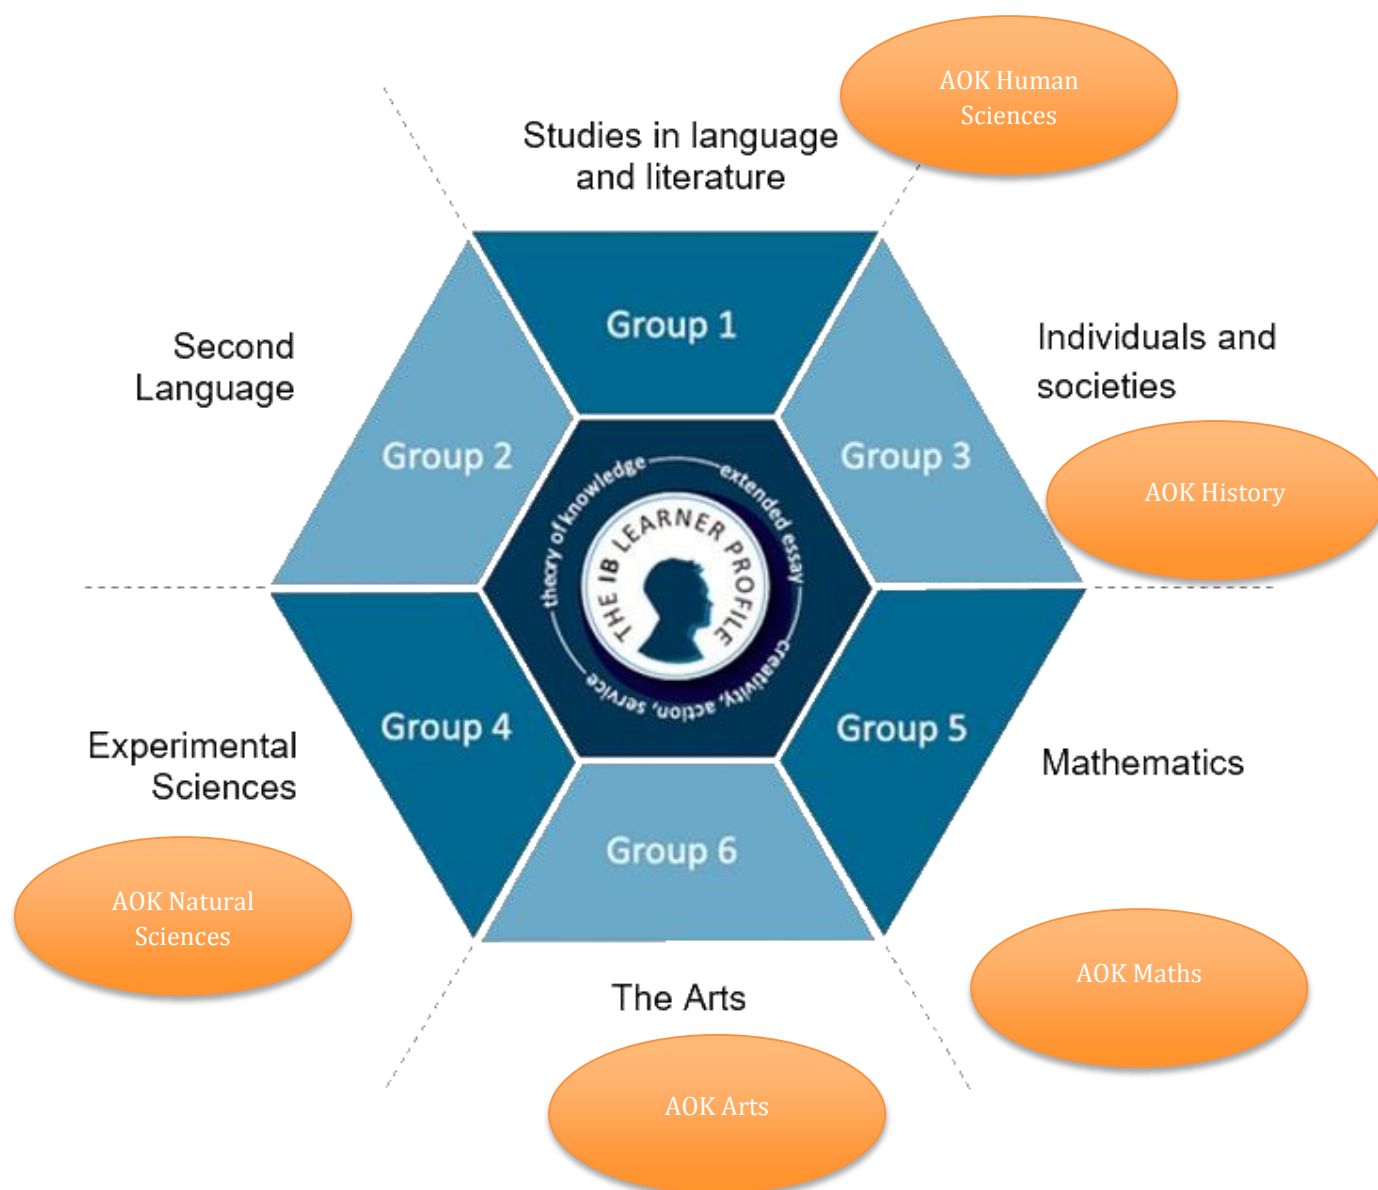 AOK Human
Sciences
Studies in language
and literature
Group 1
Second
Language
Individuals and
societies
Group 2
Group 3
AOK History
theory of knowledge
extended essay
creativity, action, service
THE IB LEARNER PROFILE
Group 4
Group 5
Experimental
Sciences
Mathematics
Group 6
AOK Natural
Sciences
AOK Maths
The Arts
AOK Arts